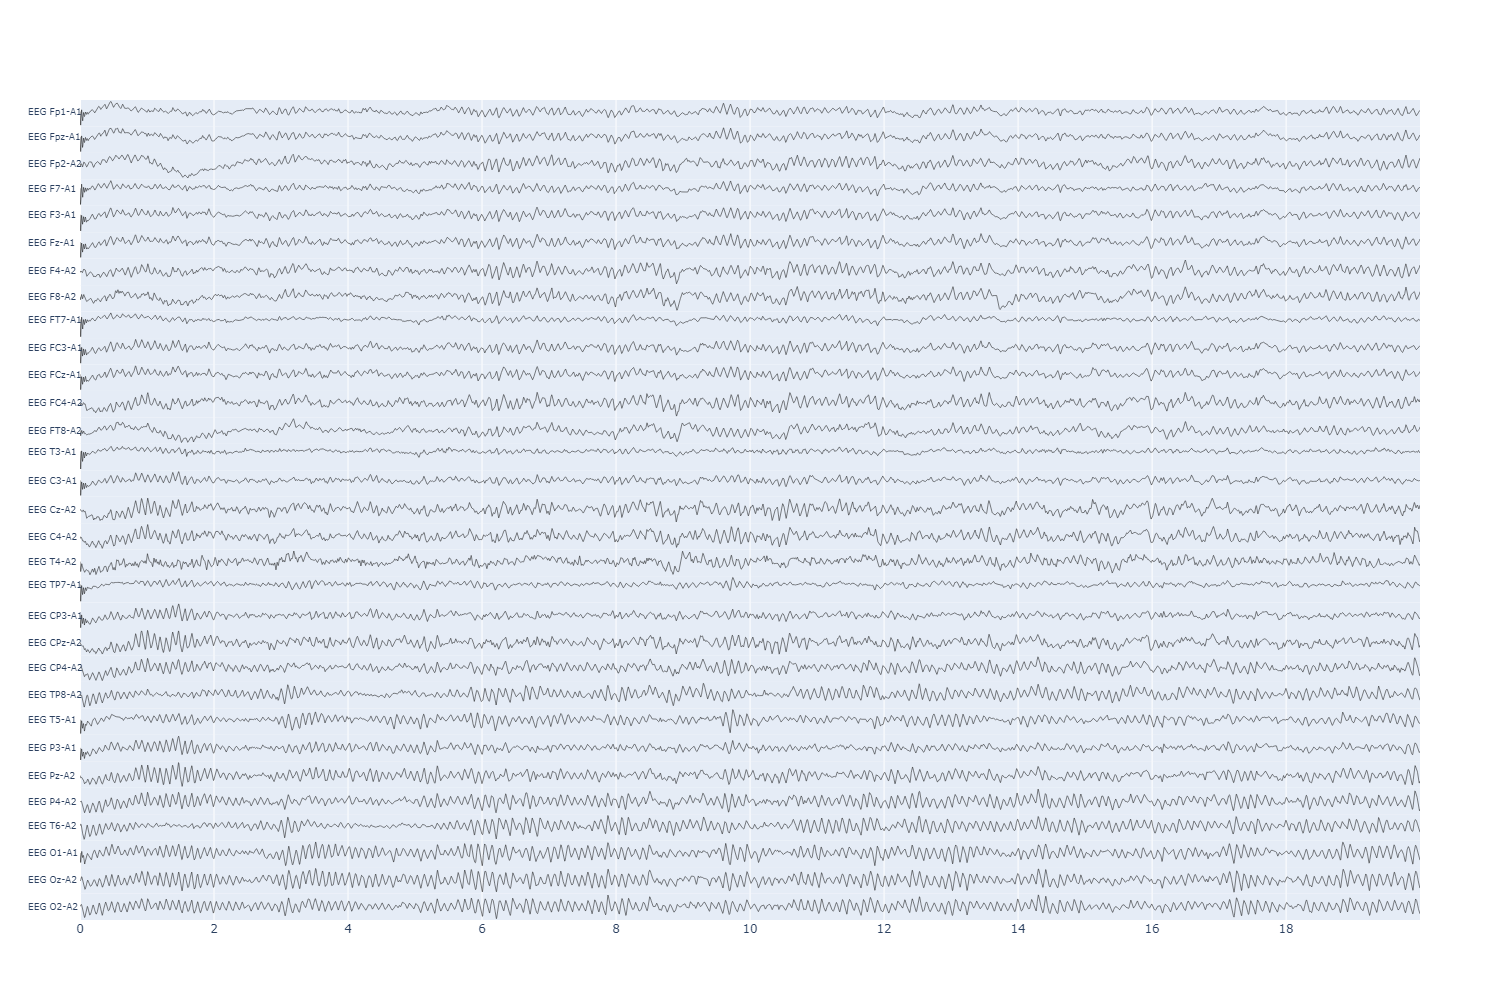 EEG Fp1-A1
EEG Fpz-A1
EEG Fp2-A2
EEG F7-A1
EEG F3-A1
EEG Fz-A1
EEG F4-A2
EEG F8-A2
EEG FT7-A1
EEG FC3-A1
EEG FCz-A1
EEG FC4-A2
EEG FT8-A2
EEG T3-A1
EEG C3-A1
EEG Cz-A2
EEG C4-A2
EEG T4-A2
EEG TP7-A1
EEG CP3-A1
EEG CPz-A2
EEG CP4-A2
EEG TP8-A2
EEG T5-A1
EEG P3-A1
EEG Pz-A2
EEG P4-A2
EEG T6-A2
EEG O1-A1
EEG Oz-A2
EEG O2-A2
0 2 4 6 8 10 12 14 16 18